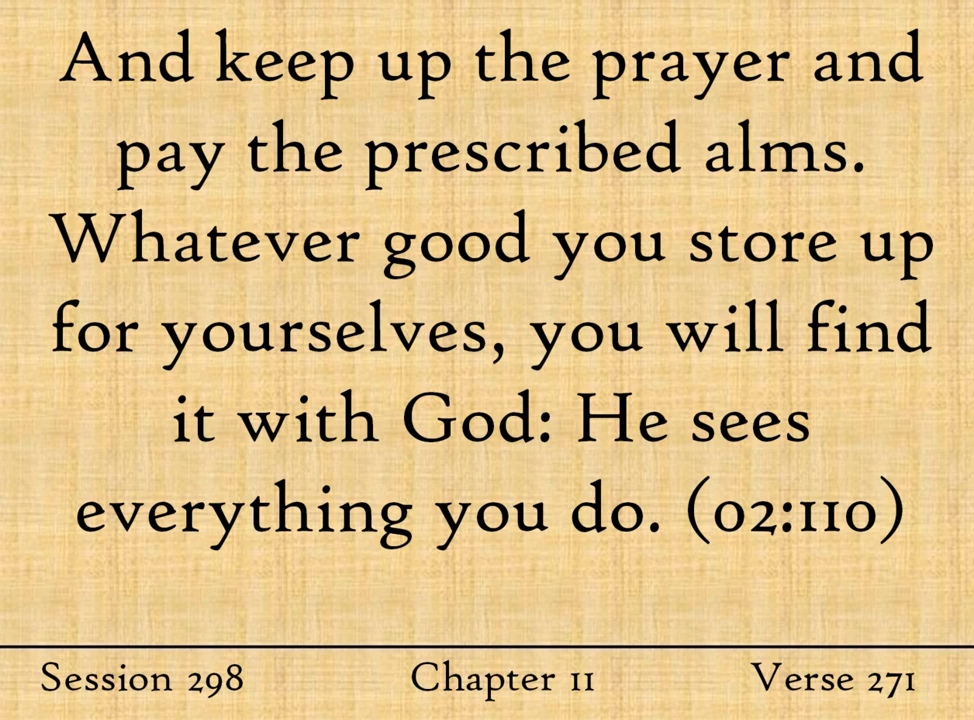 And keep up the prayer and
pay the prescribed alms.
Whatever good you store up
for yourselves, you will find
it with God: He sees
everything you do. (02:110)
Session 298 Chapter 11 Verse 271